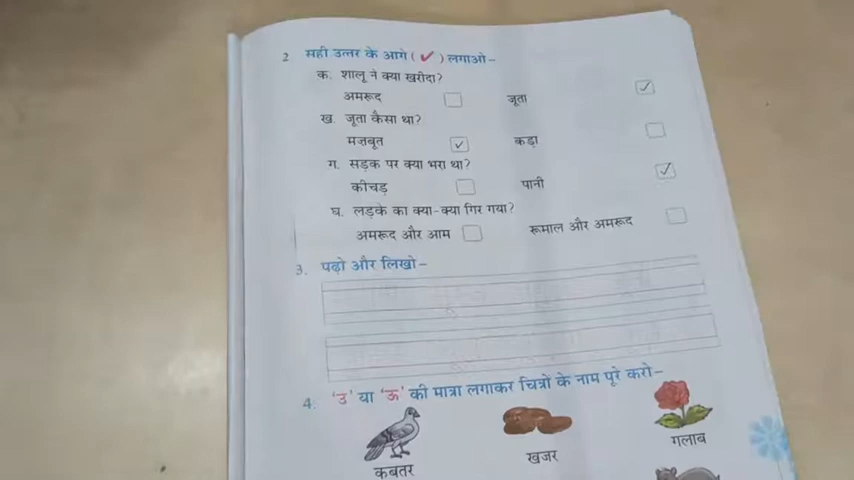 2 सही उत्तर के आगे ( ✓ ) लगाओ–
क. शालू ने क्या खरीदा?
अमरूद जूता ✓
ख. जूता कैसा था?
मज़बूत ✓ कड़ा
ग. सड़क पर क्या भरा था?
कीचड़ पानी ✓
घ. लड़के का क्या-क्या गिर गया?
अमरूद और आम रूमाल और अमरूद
3. पढ़ो और लिखो–
4. 'उ' या 'ऊ' की मात्रा लगाकर चित्रों के नाम पूरे करो–
कबतर खजर गलाब